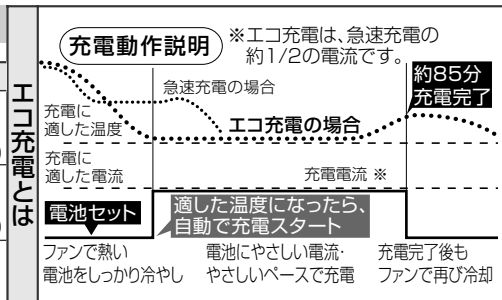 エコ充電とは
充電動作説明
※エコ充電は、急速充電の
約1/2の電流です。
約85分
充電完了
急速充電の場合
充電に
適した温度
エコ充電の場合
充電に
適した電流
充電電流 ※
電池セット
適した温度になったら、
自動で充電スタート
ファンで熱い
電池をしっかり冷やし
電池にやさしい電流・
やさしいペースで充電
充電完了後も
ファンで再び冷却